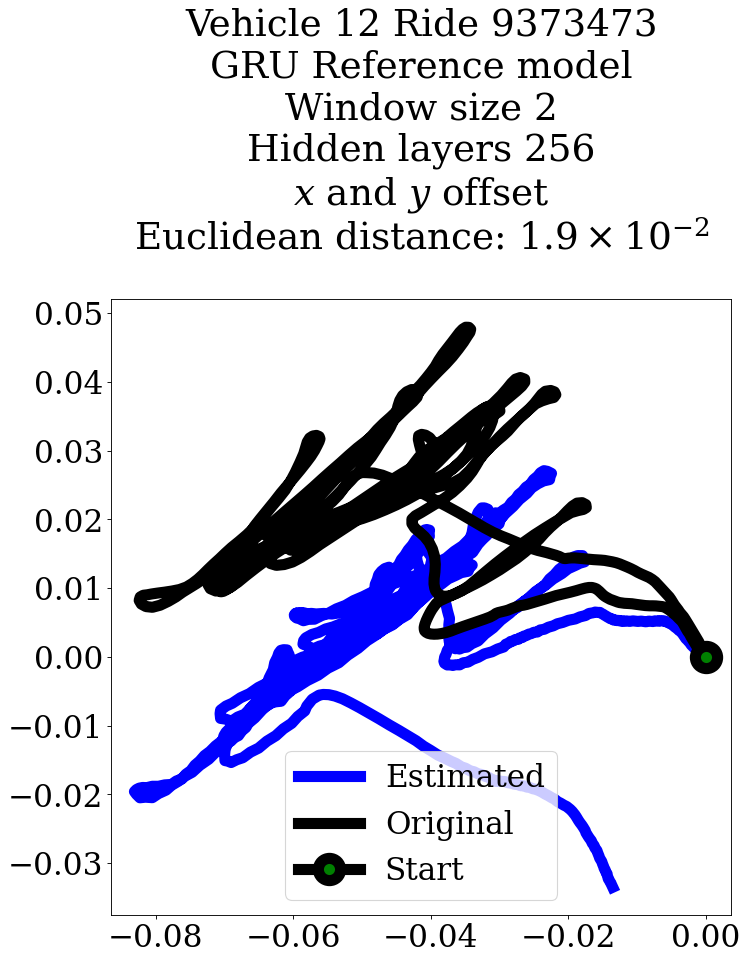 Vehicle 12 Ride 9373473
GRU Reference model
Window size 2
Hidden layers 256
x and y offset
Euclidean distance: 1.9 × 10⁻²
0.05
0.04
0.03
0.02
0.01
0.00
−0.01
−0.02
−0.03
Estimated
Original
Start
−0.08 −0.06 −0.04 −0.02 0.00